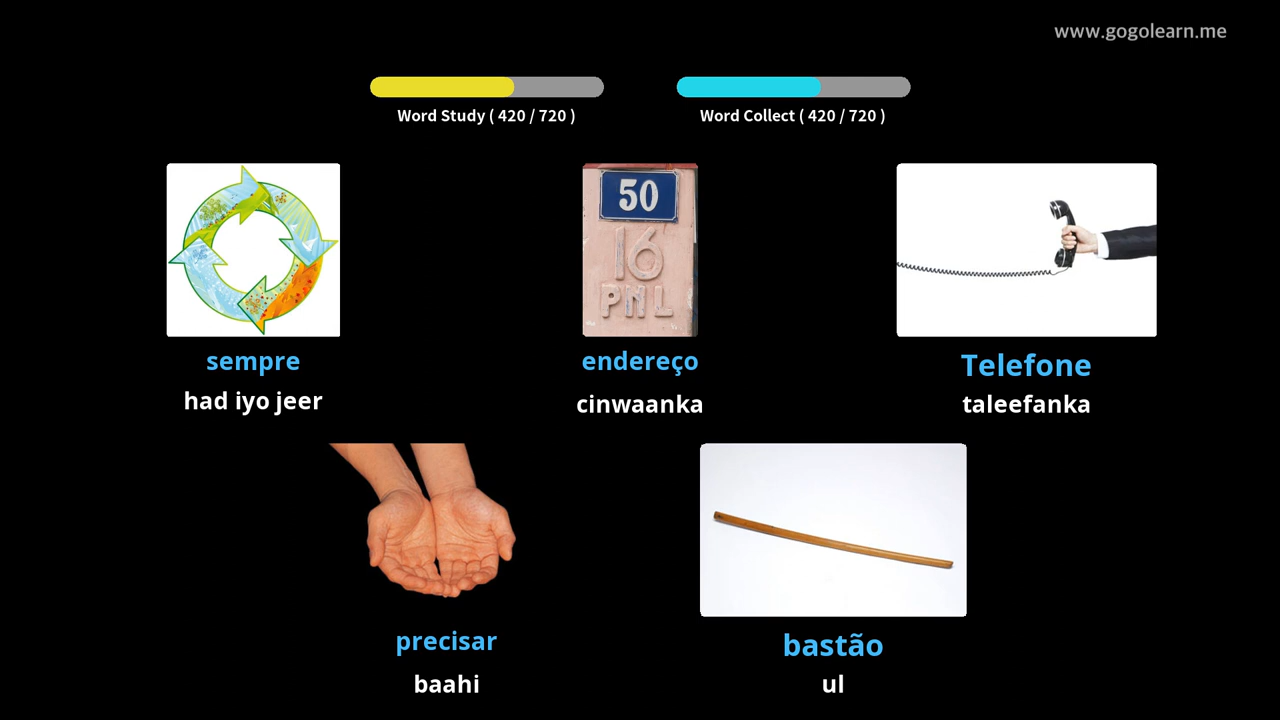 www.gogolearn.me
Word Study ( 420 / 720 )
Word Collect ( 420 / 720 )
50
16
PNL
sempre
endereço
Telefone
had iyo jeer
cinwaanka
taleefanka
precisar
bastão
baahi
ul